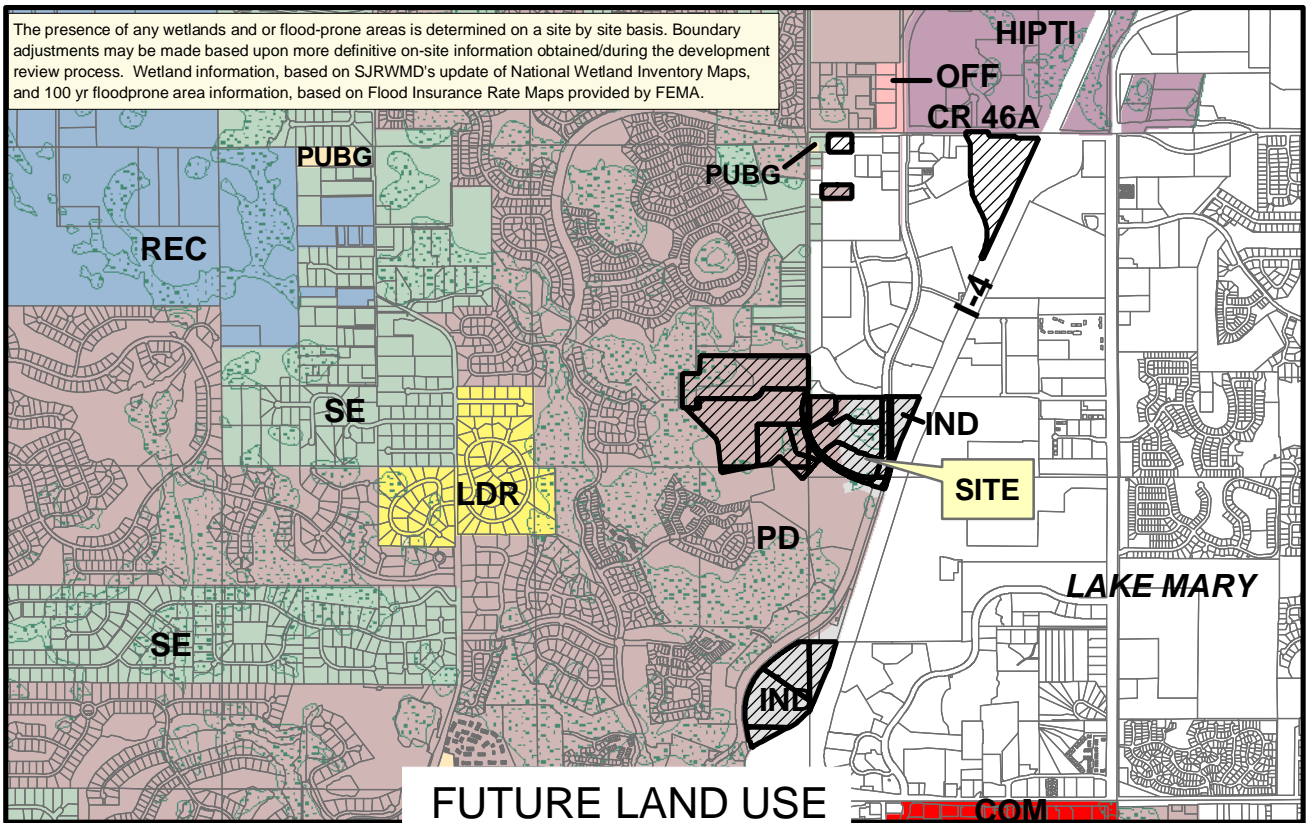 The presence of any wetlands and or flood-prone areas is determined on a site by site basis. Boundary
adjustments may be made based upon more definitive on-site information obtained/during the development
review process. Wetland information, based on SJRWMD's update of National Wetland Inventory Maps,
and 100 yr floodprone area information, based on Flood Insurance Rate Maps provided by FEMA.
HIPTI
OFF
CR 46A
PUBG
PUBG
REC
I-4
SE
IND
SITE
LDR
PD
LAKE MARY
SE
IND
FUTURE LAND USE
COM